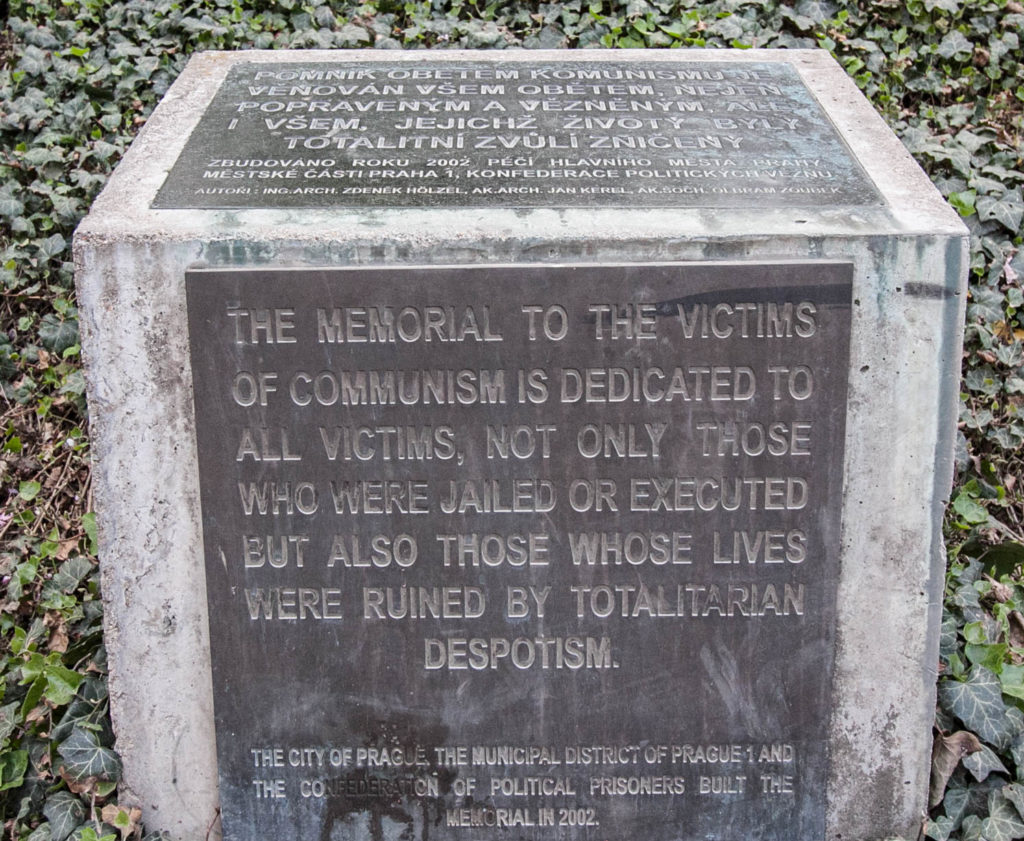 POMNÍK OBĚTEM KOMUNISMU JE
VĚNOVÁN VŠEM OBĚTEM, NEJEN
POPRAVENÝM A VĚZNĚNÝM, ALE
I VŠEM, JEJICHŽ ŽIVOTY BYLY
TOTALITNÍ ZVŮLÍ ZNIČENY
ZBUDOVÁNO ROKU 2002 PÉČÍ HLAVNÍHO MĚSTA PRAHY,
MĚSTSKÉ ČÁSTI PRAHA 1, KONFEDERACE POLITICKÝCH VĚZŇŮ
AUTOŘI : ING.ARCH. ZDENĚK HÖLZEL, AK.ARCH. JAN KEREL, AK.SOCH. OLBRAM ZOUBEK
THE MEMORIAL TO THE VICTIMS
OF COMMUNISM IS DEDICATED TO
ALL VICTIMS, NOT ONLY THOSE
WHO WERE JAILED OR EXECUTED
BUT ALSO THOSE WHOSE LIVES
WERE RUINED BY TOTALITARIAN
DESPOTISM.
THE CITY OF PRAGUE, THE MUNICIPAL DISTRICT OF PRAGUE 1 AND
THE CONFEDERATION OF POLITICAL PRISONERS BUILT THE
MEMORIAL IN 2002.